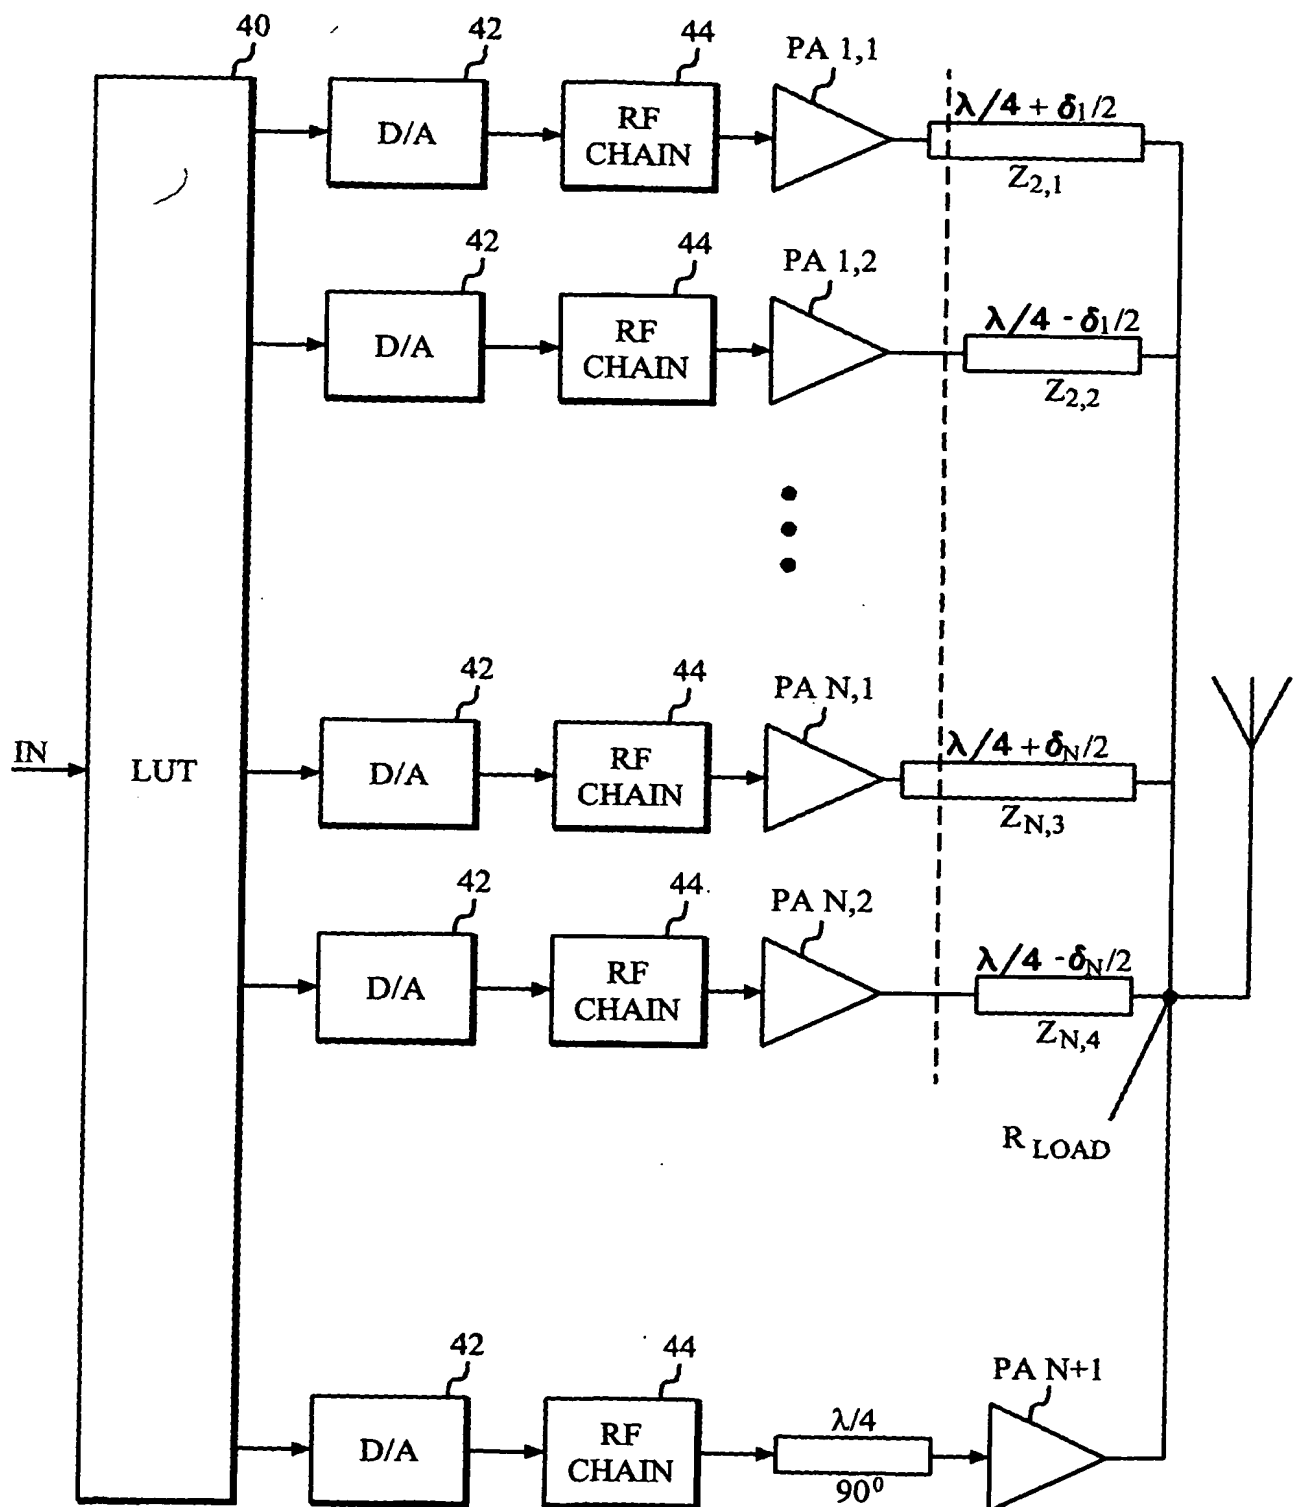 40
42
44
PA 1,1
D/A
RF
CHAIN
λ/4 + δ₁/2
Z₂,₁
42
44
PA 1,2
D/A
RF
CHAIN
λ/4 - δ₁/2
Z₂,₂
42
44
PA N,1
IN
LUT
D/A
RF
CHAIN
λ/4 + δN/2
ZN,3
42
44
PA N,2
D/A
RF
CHAIN
λ/4 -δN/2
ZN,4
R LOAD
42
44
PA N+1
D/A
RF
CHAIN
λ/4
90⁰